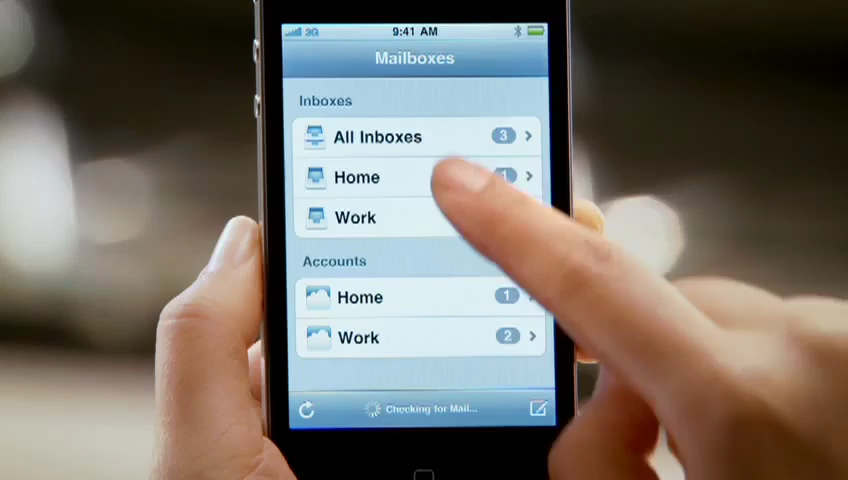 3G 9:41 AM
Mailboxes
Inboxes
All Inboxes 3
Home 1
Work
Accounts
Home 1
Work 2
Checking for Mail...